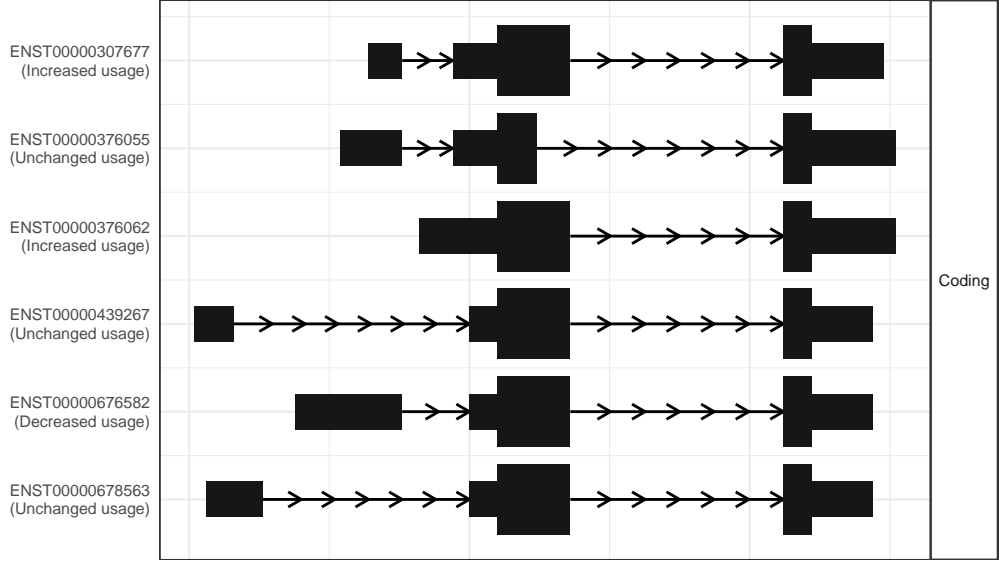 ENST00000307677
(Increased usage)
ENST00000376055
(Unchanged usage)
ENST00000376062
(Increased usage)
ENST00000439267
(Unchanged usage)
ENST00000676582
(Decreased usage)
ENST00000678563
(Unchanged usage)
Coding